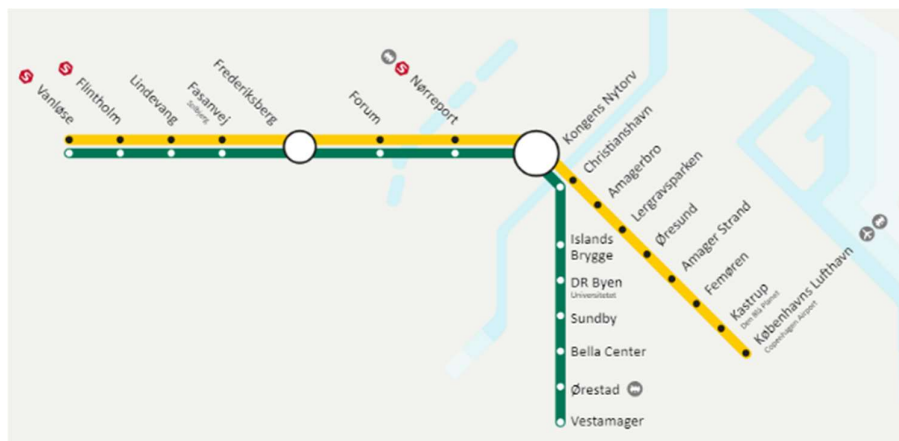 Vanløse
Flintholm
Lindevang
Fasanvej
Solbjerg
Frederiksberg
Forum
Nørreport
Kongens Nytorv
Christianshavn
Amagerbro
Lergravsparken
Øresund
Amager Strand
Femøren
Kastrup
Den Blå Planet
Københavns Lufthavn
Copenhagen Airport
Islands
Brygge
DR Byen
Universitetet
Sundby
Bella Center
Ørestad
Vestamager